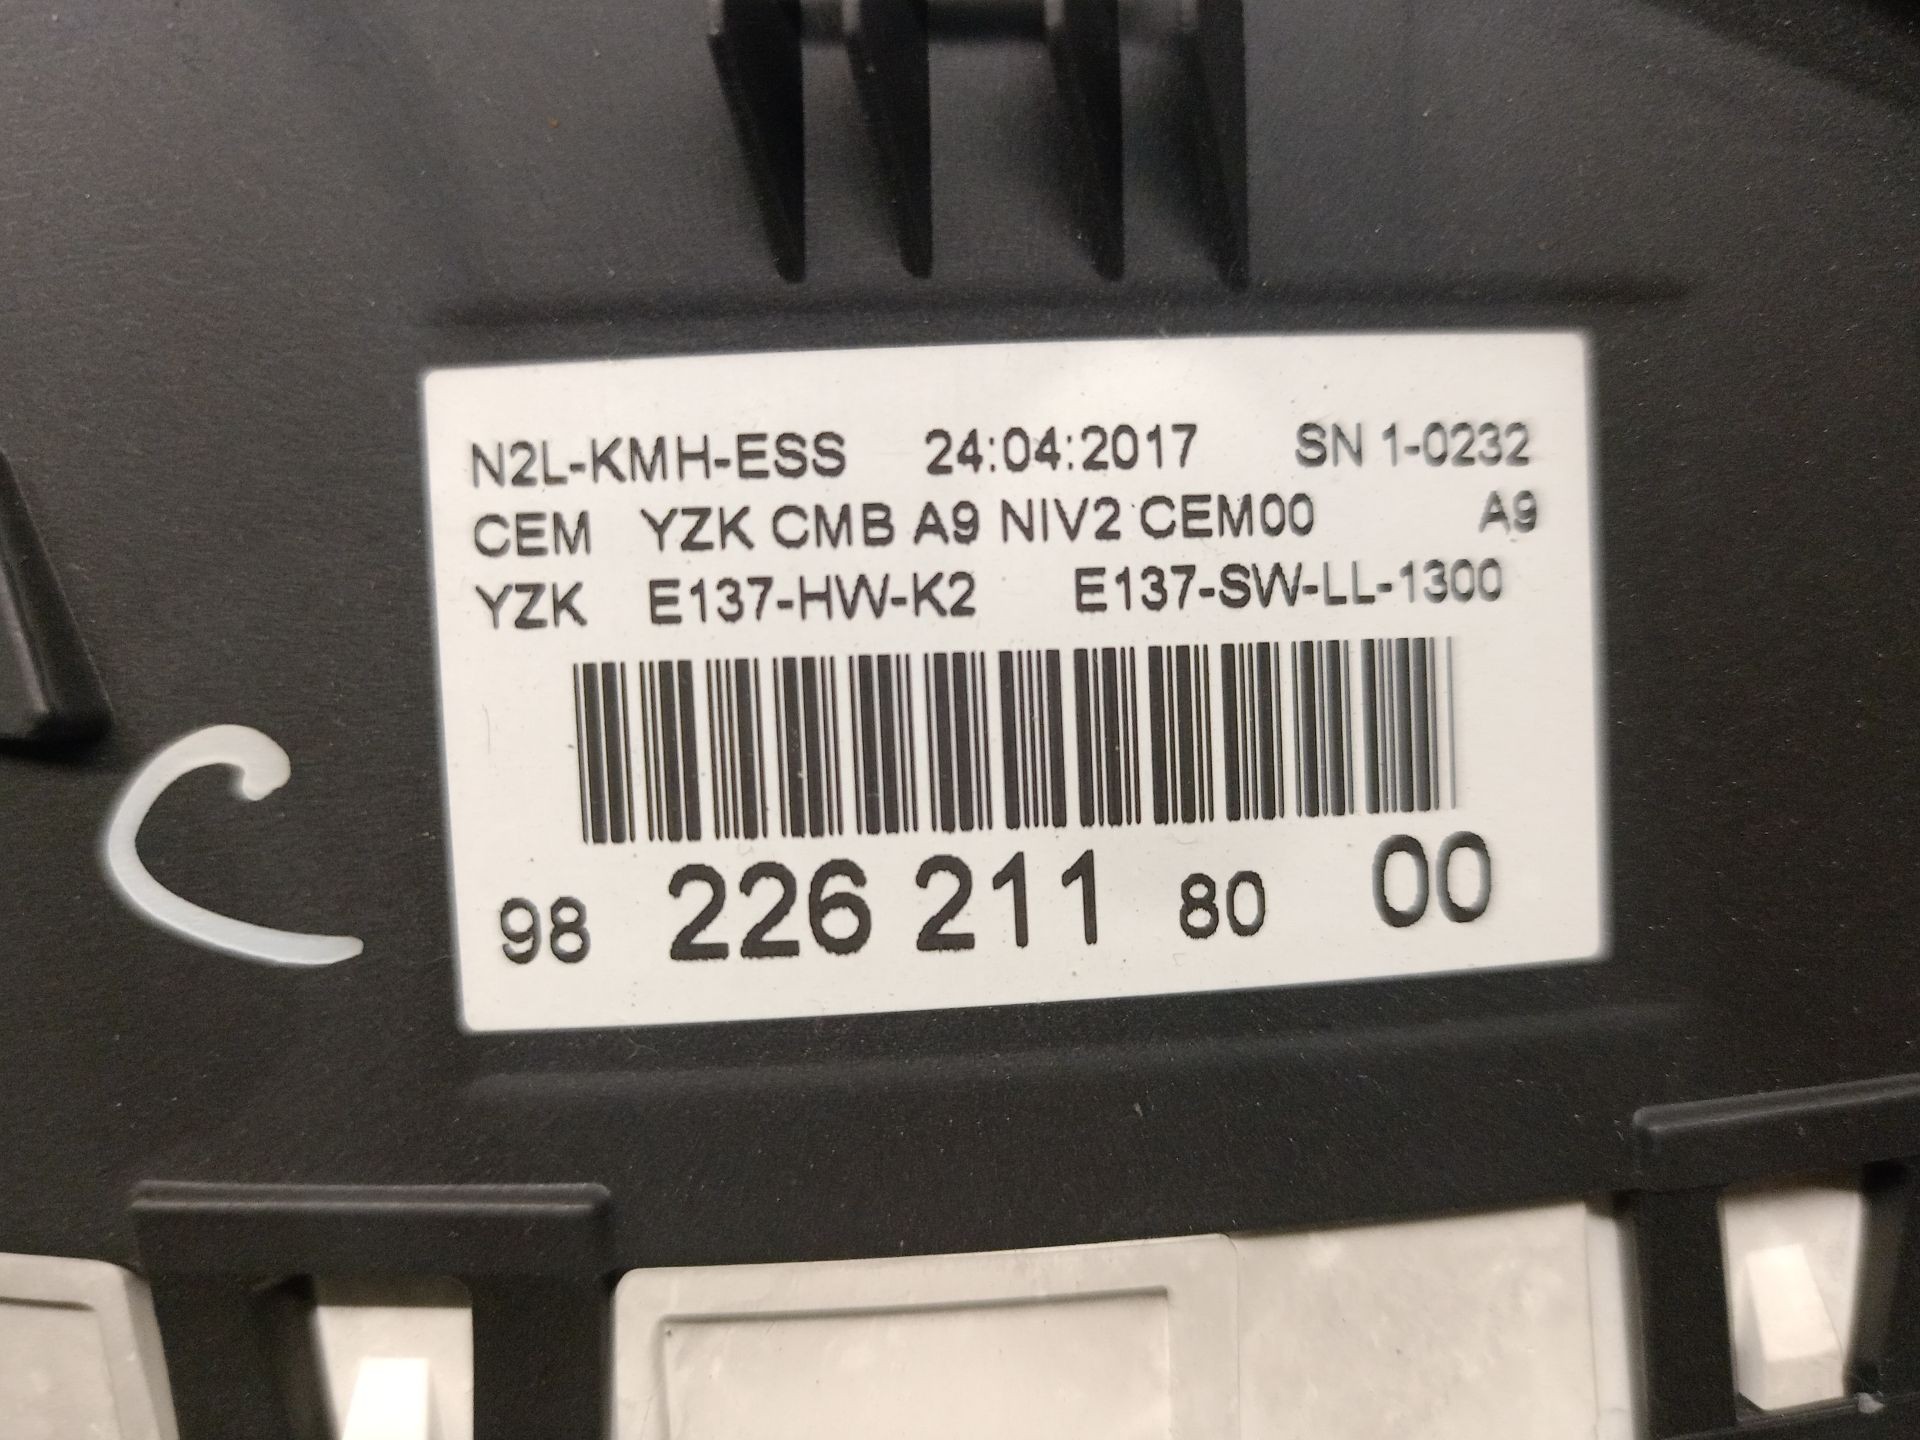 N2L-KMH-ESS 24:04:2017 SN 1-0232
CEM YZK CMB A9 NIV2 CEM00 A9
YZK E137-HW-K2 E137-SW-LL-1300
98 226 211 80 00
C